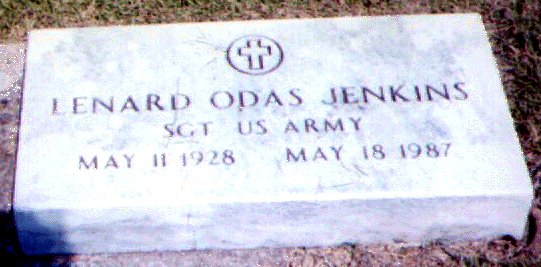 LENARD ODAS JENKINS
SGT US ARMY
MAY 11 1928 MAY 18 1987